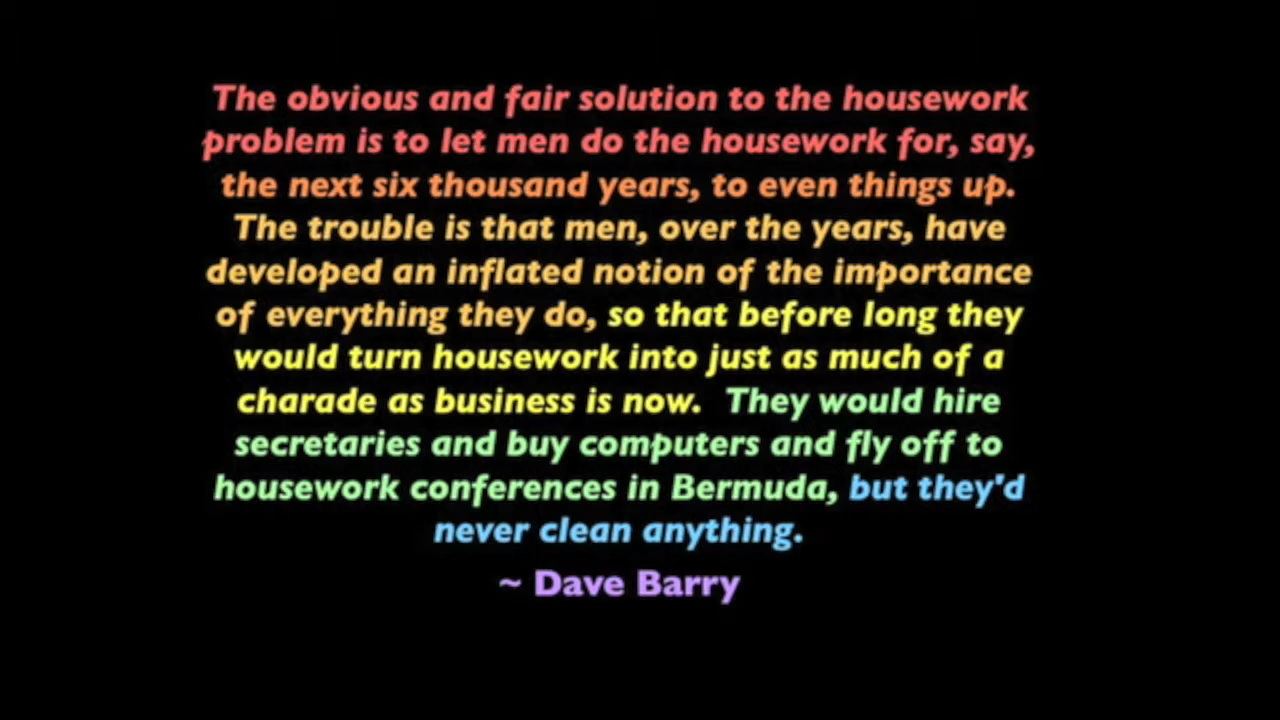 The obvious and fair solution to the housework
problem is to let men do the housework for, say,
the next six thousand years, to even things up.
The trouble is that men, over the years, have
developed an inflated notion of the importance
of everything they do, so that before long they
would turn housework into just as much of a
charade as business is now.  They would hire
secretaries and buy computers and fly off to
housework conferences in Bermuda, but they'd
never clean anything.
~ Dave Barry